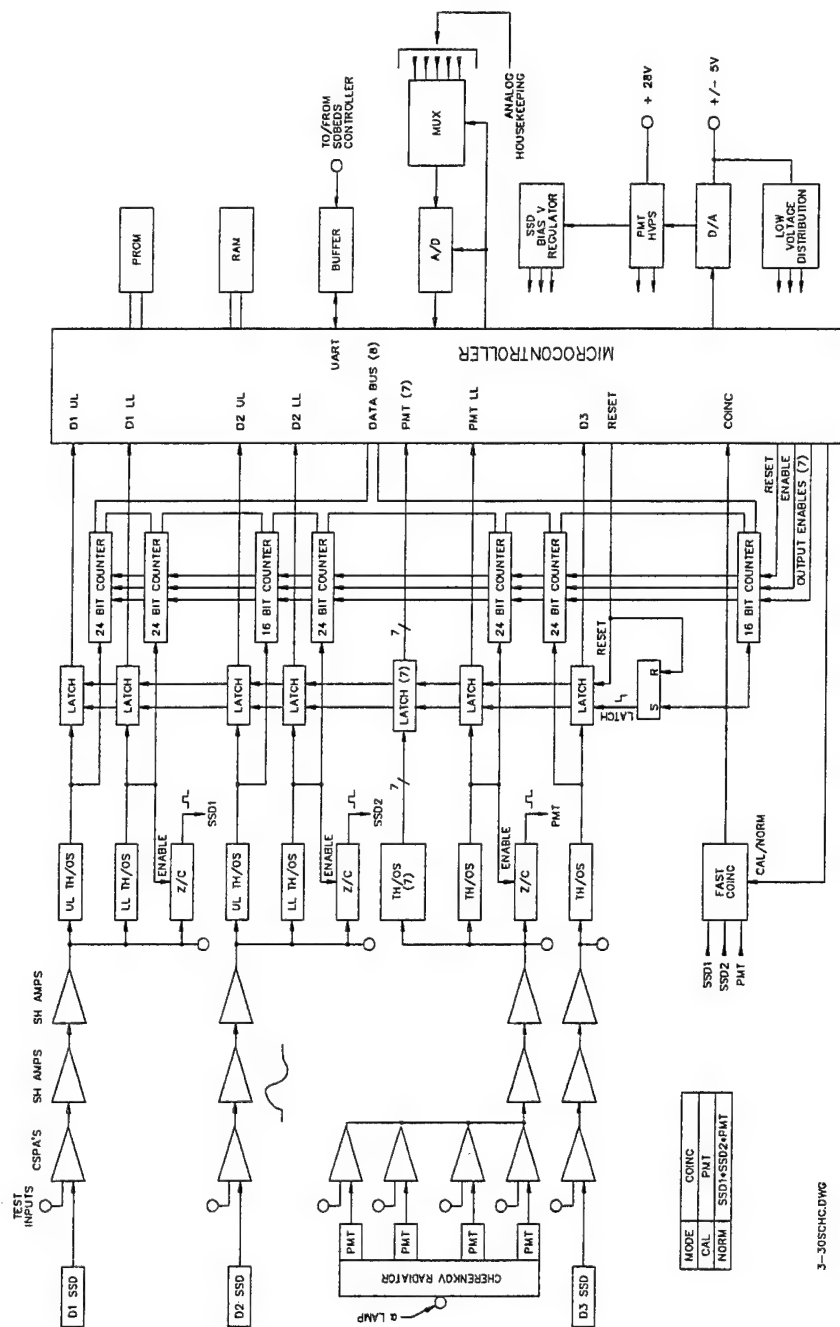 TEST
INPUTS
CSPA'S
SH AMPS
SH AMPS
D1 SSD
UL TH/OS
LL TH/OS
ENABLE
Z/C
SSD1
LATCH
LATCH
24 BIT COUNTER
24 BIT COUNTER
D1 UL
D1 LL
D2 SSD
UL TH/OS
LL TH/OS
ENABLE
Z/C
SSD2
LATCH
LATCH
16 BIT COUNTER
24 BIT COUNTER
D2 UL
D2 LL
DATA BUS (8)
α LAMP
CHERENKOV RADIATOR
PMT
PMT
PMT
PMT
TH/OS
(7)
7
LATCH (7)
7
PMT (7)
TH/OS
ENABLE
Z/C
PMT
LATCH
24 BIT COUNTER
24 BIT COUNTER
PMT LL
D3 SSD
TH/OS
LATCH
D3
RESET
LATCH
S
R
RESET
16 BIT COUNTER
SSD1
SSD2
PMT
FAST
COINC
CAL/NORM
COINC
RESET
ENABLE
OUTPUT ENABLES (7)
MICROCONTROLLER
UART
PROM
RAM
BUFFER
TO/FROM
SDBEDS
CONTROLLER
A/D
MUX
ANALOG
HOUSEKEEPING
SSD
BIAS V
REGULATOR
PMT
HVPS
+ 28V
D/A
+/- 5V
LOW
VOLTAGE
DISTRIBUTION
MODE COINC
CAL PMT
NORM SSD1*SSD2*PMT
3-30SCHC.DWG